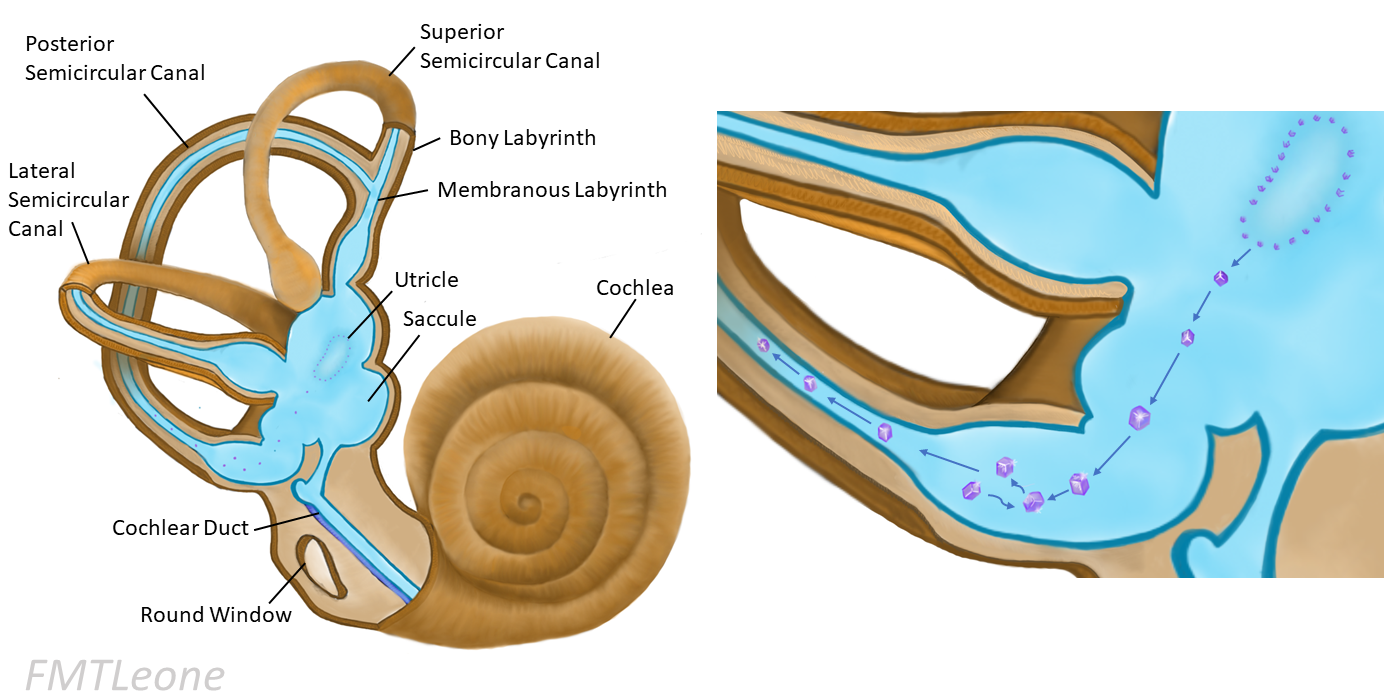 Posterior
Semicircular Canal
Superior
Semicircular Canal
Bony Labyrinth
Lateral
Semicircular
Canal
Membranous Labyrinth
Utricle
Cochlea
Saccule
Cochlear Duct
Round Window
FMTLeone